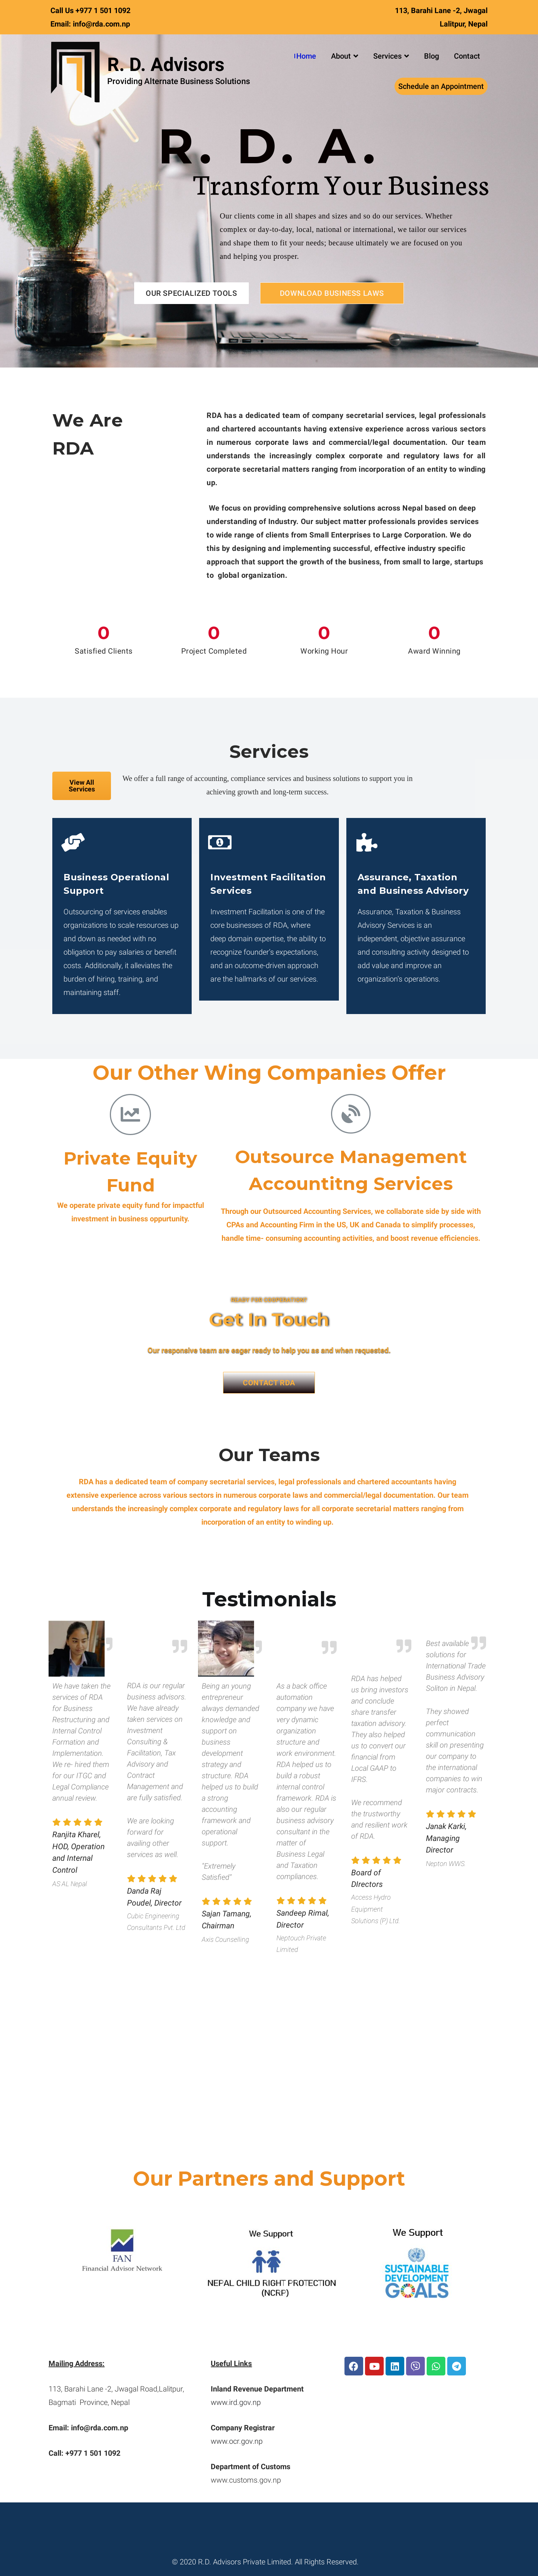 Call Us +977 1 501 1092
Email: info@rda.com.np
113, Barahi Lane -2, Jwagal
Lalitpur, Nepal
R. D. Advisors
Providing Alternate Business Solutions
Home
About
Services
Blog
Contact
Schedule an Appointment
R. D. A.
Transform Your Business
Our clients come in all shapes and sizes and so do our services. Whether
complex or day-to-day, local, national or international, we tailor our services
and shape them to fit your needs; because ultimately we are focused on you
and helping you prosper.
OUR SPECIALIZED TOOLS
DOWNLOAD BUSINESS LAWS
We Are
RDA
RDA has a dedicated team of company secretarial services, legal professionals
and chartered accountants having extensive experience across various sectors
in numerous corporate laws and commercial/legal documentation. Our team
understands the increasingly complex corporate and regulatory laws for all
corporate secretarial matters ranging from incorporation of an entity to winding
up.
We focus on providing comprehensive solutions across Nepal based on deep
understanding of Industry. Our subject matter professionals provides services
to wide range of clients from Small Enterprises to Large Corporation. We do
this by designing and implementing successful, effective industry specific
approach that support the growth of the business, from small to large, startups
to global organization.
0
Satisfied Clients
0
Project Completed
0
Working Hour
0
Award Winning
Services
View All
Services
We offer a full range of accounting, compliance services and business solutions to support you in
achieving growth and long-term success.
Business Operational
Support
Outsourcing of services enables
organizations to scale resources up
and down as needed with no
obligation to pay salaries or benefit
costs. Additionally, it alleviates the
burden of hiring, training, and
maintaining staff.
Investment Facilitation
Services
Investment Facilitation is one of the
core businesses of RDA, where
deep domain expertise, the ability to
recognize founder's expectations,
and an outcome-driven approach
are the hallmarks of our services.
Assurance, Taxation
and Business Advisory
Assurance, Taxation & Business
Advisory Services is an
independent, objective assurance
and consulting activity designed to
add value and improve an
organization's operations.
Our Other Wing Companies Offer
Private Equity
Fund
We operate private equity fund for impactful
investment in business oppurtunity.
Outsource Management
Accountitng Services
Through our Outsourced Accounting Services, we collaborate side by side with
CPAs and Accounting Firm in the US, UK and Canada to simplify processes,
handle time- consuming accounting activities, and boost revenue efficiencies.
READY FOR COOPERATION?
Get In Touch
Our responsive team are eager ready to help you as and when requested.
CONTACT RDA
Our Teams
RDA has a dedicated team of company secretarial services, legal professionals and chartered accountants having
extensive experience across various sectors in numerous corporate laws and commercial/legal documentation. Our team
understands the increasingly complex corporate and regulatory laws for all corporate secretarial matters ranging from
incorporation of an entity to winding up.
Testimonials
We have taken the
services of RDA
for Business
Restructuring and
Internal Control
Formation and
Implementation.
We re- hired them
for our ITGC and
Legal Compliance
annual review.
Ranjita Kharel,
HOD, Operation
and Internal
Control
ASAL Nepal
RDA is our regular
business advisors.
We have already
taken services on
Investment
Consulting &
Facilitation, Tax
Advisory and
Contract
Management and
are fully satisfied.
We are looking
forward for
availing other
services as well.
Danda Raj
Poudel, Director
Cubic Engineering
Consultants Pvt. Ltd
Being an young
entrepreneur
always demanded
knowledge and
support on
business
development
strategy and
structure. RDA
helped us to build
a strong
accounting
framework and
operational
support.
"Extremely
Satisfied"
Sajan Tamang,
Chairman
Axis Counselling
As a back office
automation
company we have
very dynamic
organization
structure and
work environment.
RDA helped us to
build a robust
internal control
framework. RDA is
also our regular
business advisory
consultant in the
matter of
Business Legal
and Taxation
compliances.
Sandeep Rimal,
Director
Neptouch Private
Limited
RDA has helped
us bring investors
and conclude
share transfer
taxation advisory.
They also helped
us to convert our
financial from
Local GAAP to
IFRS.
We recommend
the trustworthy
and resilient work
of RDA.
Board of
DIrectors
Access Hydro
Equipment
Solutions (P) Ltd.
Best available
solutions for
International Trade
Business Advisory
Soliton in Nepal.
They showed
perfect
communication
skill on presenting
our company to
the international
companies to win
major contracts.
Janak Karki,
Managing
Director
Nepton WWS
Our Partners and Support
FAN
Financial Advisor Network
We Support
NEPAL CHILD RIGHT PROTECTION
(NCRP)
We Support
SUSTAINABLE
DEVELOPMENT
GOALS
Mailing Address:
113, Barahi Lane -2, Jwagal Road,Lalitpur,
Bagmati Province, Nepal
Email: info@rda.com.np
Call: +977 1 501 1092
Useful Links
Inland Revenue Department
www.ird.gov.np
Company Registrar
www.ocr.gov.np
Department of Customs
www.customs.gov.np
© 2020 R.D. Advisors Private Limited. All Rights Reserved.